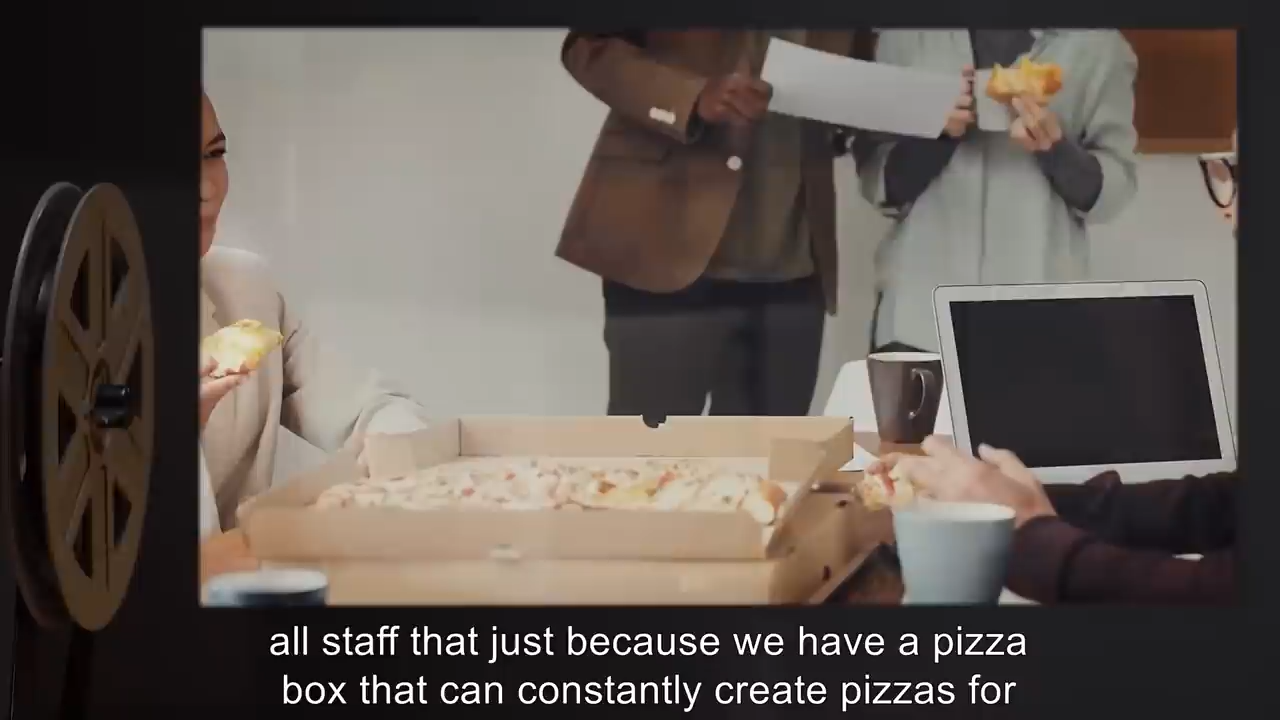 all staff that just because we have a pizza
box that can constantly create pizzas for